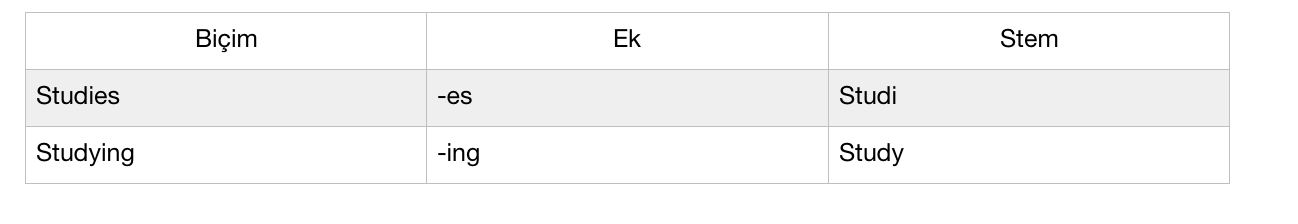 Biçim Ek Stem
Studies -es Studi
Studying -ing Study